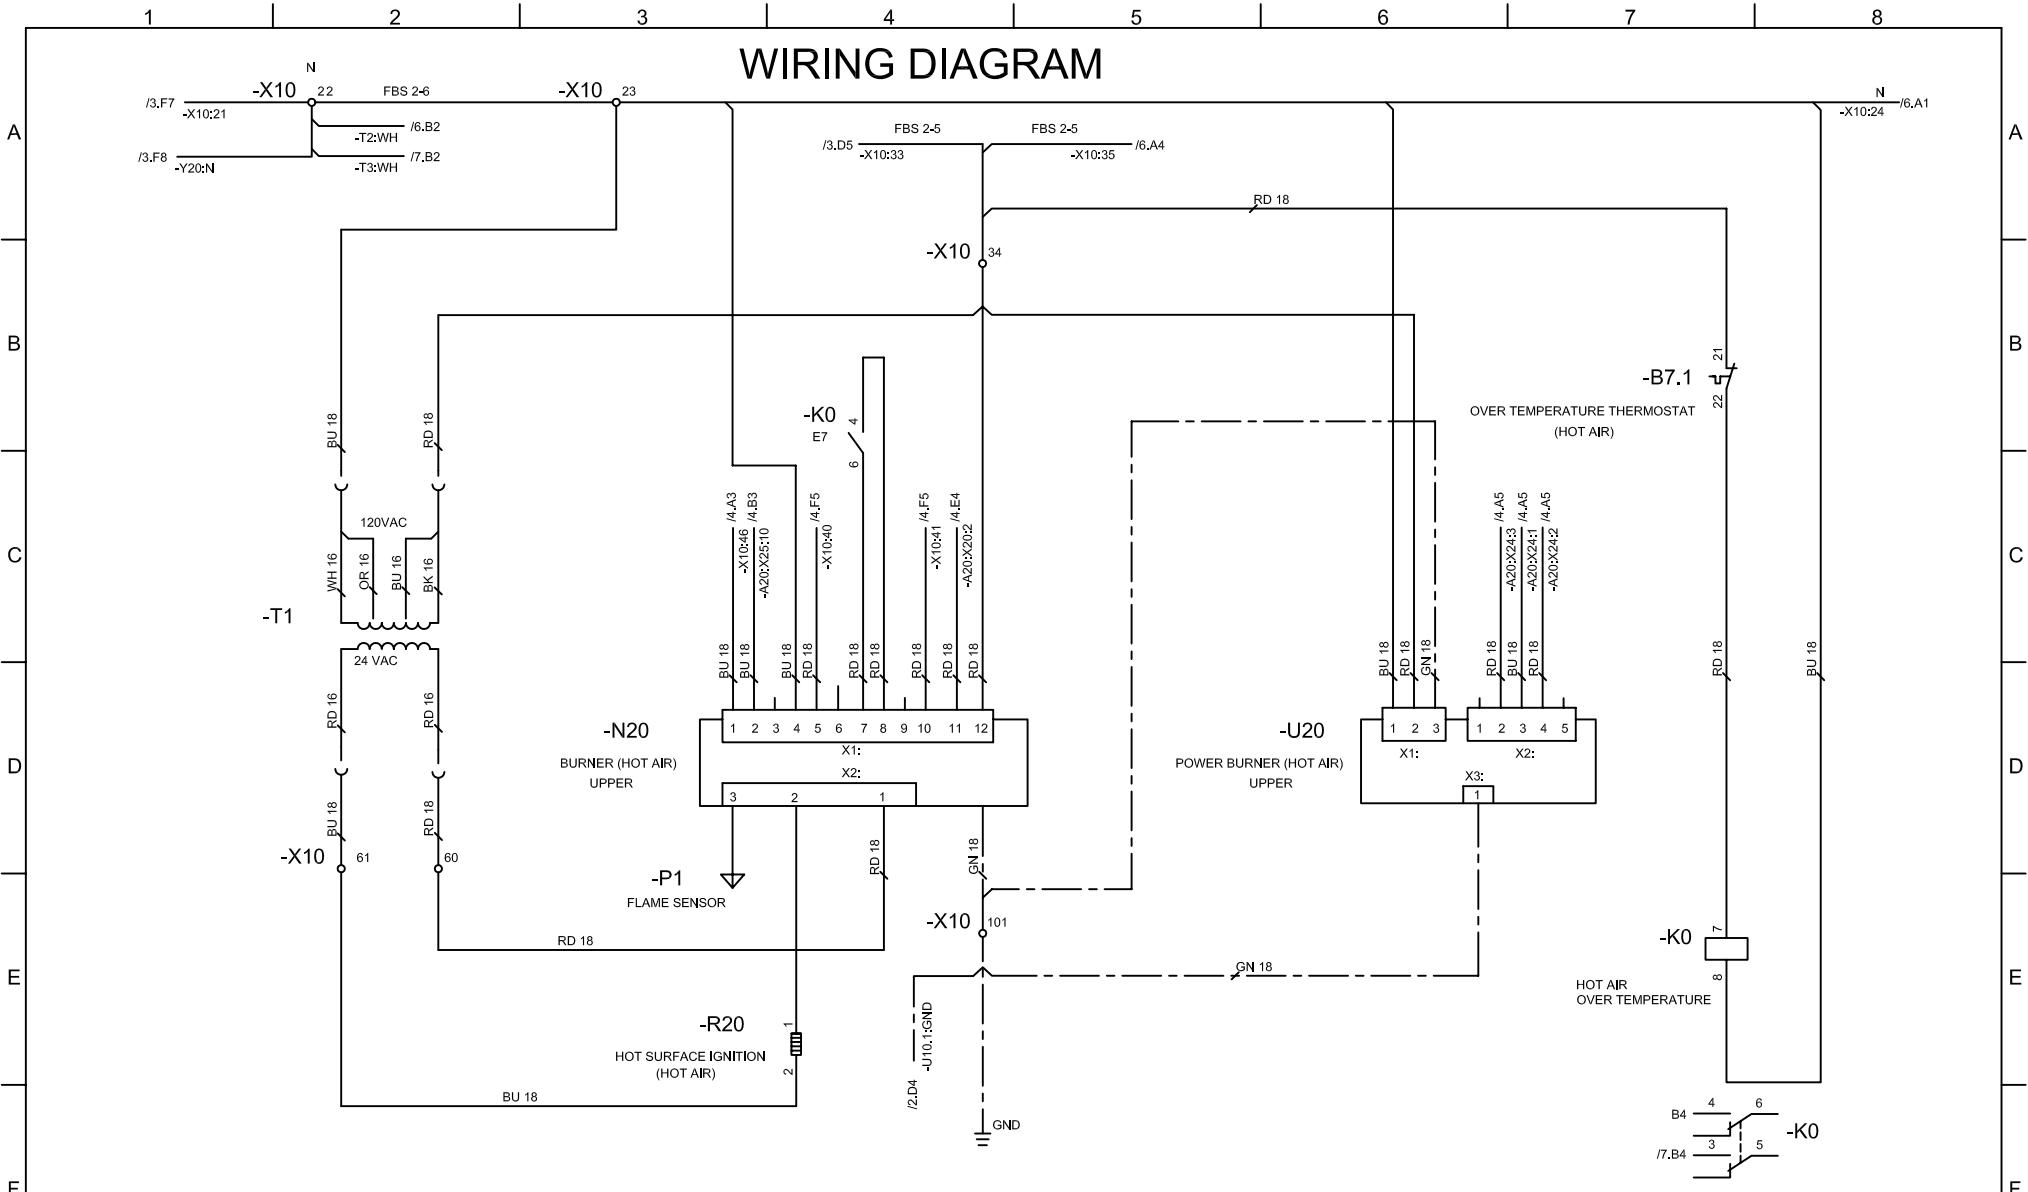 1 2 3 4 5 6 7 8
WIRING DIAGRAM
N
-X10 22 FBS 2-6 -X10 23
/3.F7 -X10:21
N
-X10:24 /6.A1
A A
/6.B2
-T2:WH
/3.F8 -Y20:N
/7.B2
-T3:WH
FBS 2-5 FBS 2-5
/3.D5 -X10:33
-X10:35 /6.A4
RD 18
-X10 34
B B
21
-B7.1
22
OVER TEMPERATURE THERMOSTAT
(HOT AIR)
-K0 4
E7
6
BU 18 RD 18
120VAC
C C
WH 16 OR 16 BU 16 BK 16
/4.A3 /4.B3 /4.F5 /4.F5 /4.E4
-X10:46 -A20:X25:10 -X10:40 -X10:41 -A20:X20:2
/4.A5 /4.A5 /4.A5
-A20:X24:3 -A20:X24:1 -A20:X24:2
-T1
24 VAC
BU 18 BU 18 BU 18 RD 18 RD 18 RD 18 RD 18 RD 18 RD 18
BU 18 RD 18 GN 18 RD 18 BU 18 RD 18
RD 18 BU 18
RD 16 RD 16
-N20
1 2 3 4 5 6 7 8 9 10 11 12
X1:
BURNER (HOT AIR)
UPPER
X2:
3 2 1
-U20
1 2 3 1 2 3 4 5
X1: X2:
POWER BURNER (HOT AIR)
UPPER
X3:
1
D D
BU 18 RD 18
-X10 61 60
RD 18 GN 18
-P1
FLAME SENSOR
-X10 101
RD 18
7
-K0
8
HOT AIR
OVER TEMPERATURE
E E
GN 18
-U10.1:GND
/2.D4
-R20 1
HOT SURFACE IGNITION
(HOT AIR)
2
BU 18
GND
B4 4 6
-K0
/7.B4 3 5
F F